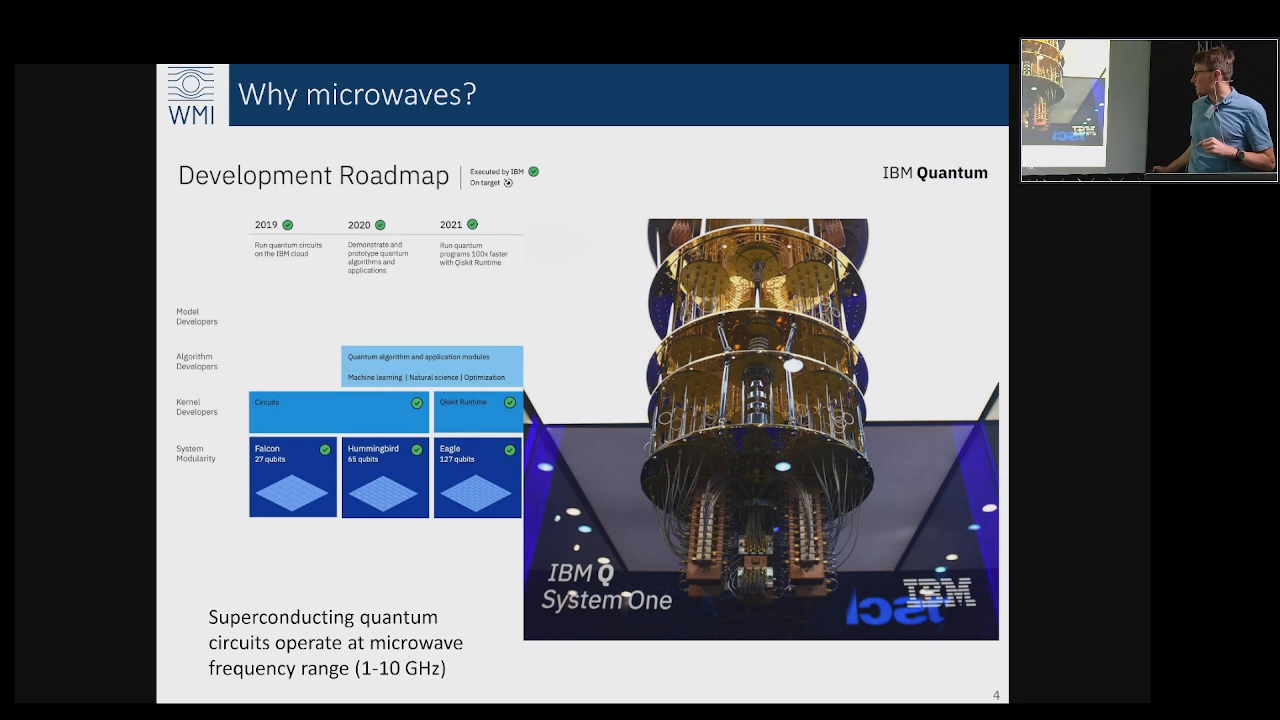 WMI
Why microwaves?
Development Roadmap
Executed by IBM
On target
IBM Quantum
2019
2020
2021
Run quantum circuits
on the IBM cloud
Demonstrate and
prototype quantum
algorithms and
applications
Run quantum
programs 100x faster
with Qiskit Runtime
Model
Developers
Algorithm
Developers
Quantum algorithm and application modules
Machine learning | Natural science | Optimization
Kernel
Developers
Circuits
Qiskit Runtime
System
Modularity
Falcon
27 qubits
Hummingbird
65 qubits
Eagle
127 qubits
IBM Q
System One
IBM
Superconducting quantum
circuits operate at microwave
frequency range (1-10 GHz)
4
IBM